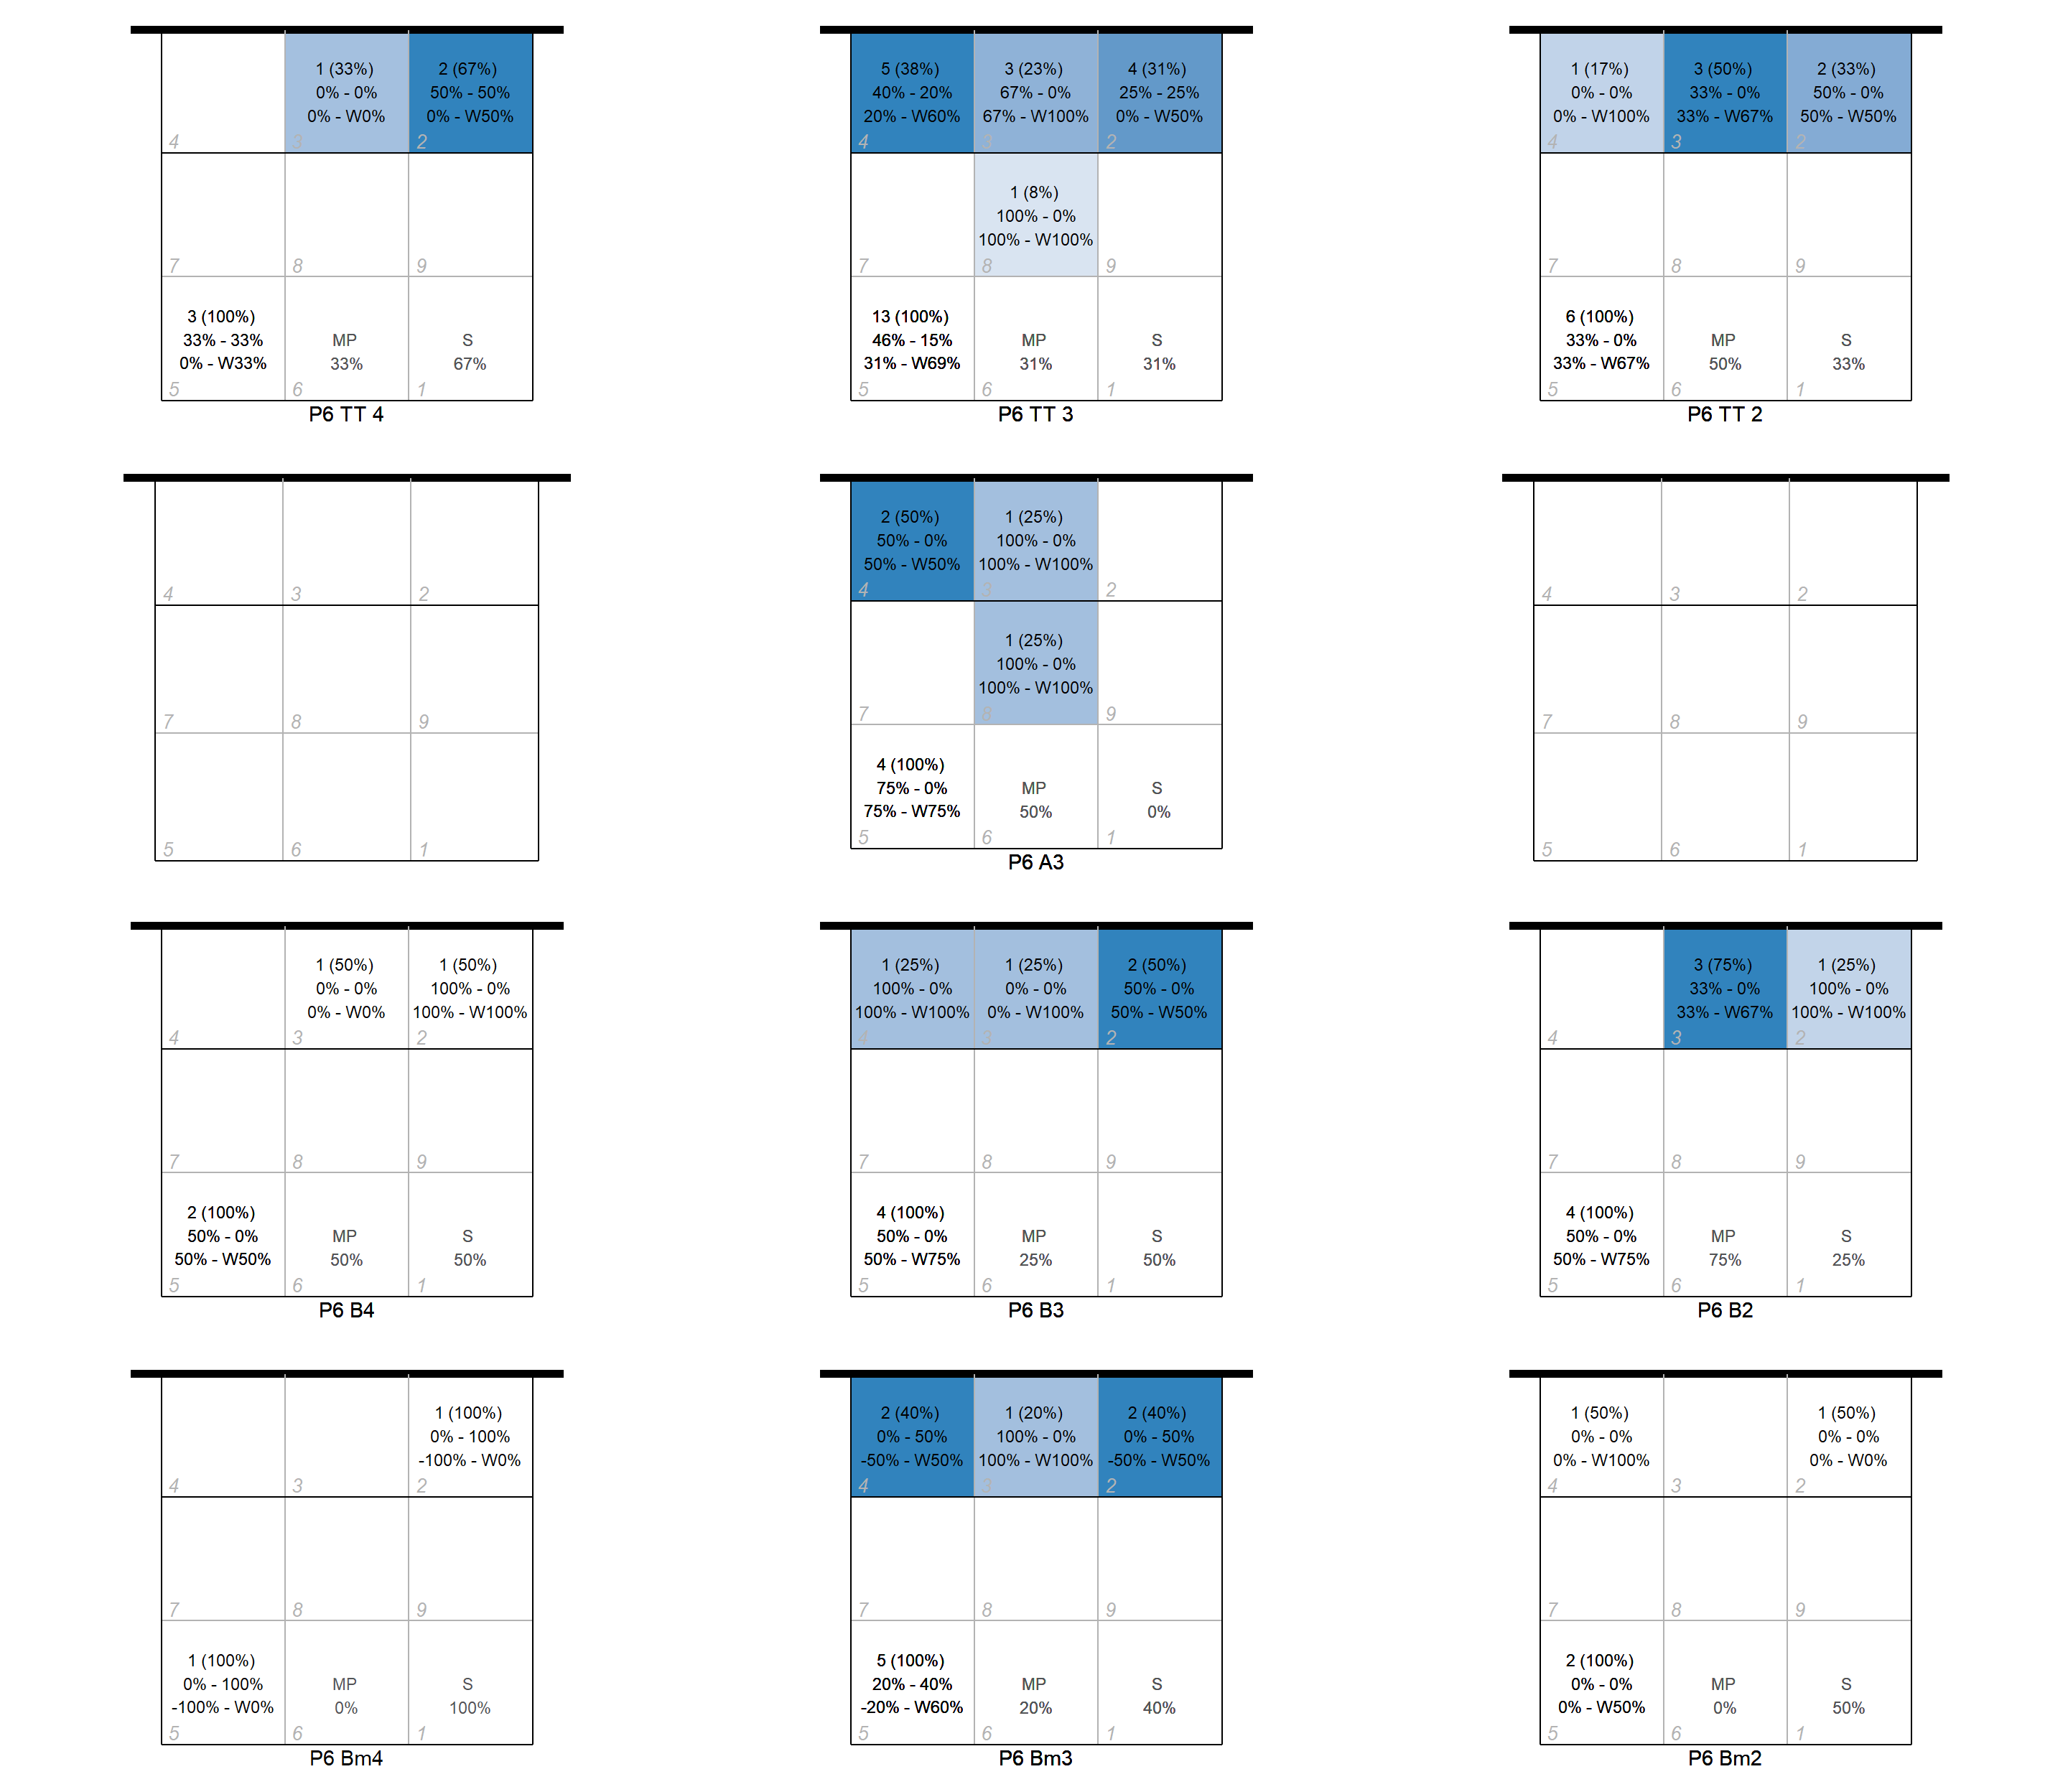 1 (33%)
0% - 0%
0% - W0%
2 (67%)
50% - 50%
0% - W50%
4
3
2
7
8
9
3 (100%)
33% - 33%
0% - W33%
MP
33%
S
67%
5
6
1
P6 TT 4
5 (38%)
40% - 20%
20% - W60%
3 (23%)
67% - 0%
67% - W100%
4 (31%)
25% - 25%
0% - W50%
4
3
2
1 (8%)
100% - 0%
100% - W100%
7
8
9
13 (100%)
46% - 15%
31% - W69%
MP
31%
S
31%
5
6
1
P6 TT 3
1 (17%)
0% - 0%
0% - W100%
3 (50%)
33% - 0%
33% - W67%
2 (33%)
50% - 0%
50% - W50%
4
3
2
7
8
9
6 (100%)
33% - 0%
33% - W67%
MP
50%
S
33%
5
6
1
P6 TT 2
4
3
2
7
8
9
5
6
1
2 (50%)
50% - 0%
50% - W50%
1 (25%)
100% - 0%
100% - W100%
4
3
2
1 (25%)
100% - 0%
100% - W100%
7
8
9
4 (100%)
75% - 0%
75% - W75%
MP
50%
S
0%
5
6
1
P6 A3
4
3
2
7
8
9
5
6
1
1 (50%)
0% - 0%
0% - W0%
1 (50%)
100% - 0%
100% - W100%
4
3
2
7
8
9
2 (100%)
50% - 0%
50% - W50%
MP
50%
S
50%
5
6
1
P6 B4
1 (25%)
100% - 0%
100% - W100%
1 (25%)
0% - 0%
0% - W100%
2 (50%)
50% - 0%
50% - W50%
4
3
2
7
8
9
4 (100%)
50% - 0%
50% - W75%
MP
25%
S
50%
5
6
1
P6 B3
3 (75%)
33% - 0%
33% - W67%
1 (25%)
100% - 0%
100% - W100%
4
3
2
7
8
9
4 (100%)
50% - 0%
50% - W75%
MP
75%
S
25%
5
6
1
P6 B2
1 (100%)
0% - 100%
-100% - W0%
4
3
2
7
8
9
1 (100%)
0% - 100%
-100% - W0%
MP
0%
S
100%
5
6
1
P6 Bm4
2 (40%)
0% - 50%
-50% - W50%
1 (20%)
100% - 0%
100% - W100%
2 (40%)
0% - 50%
-50% - W50%
4
3
2
7
8
9
5 (100%)
20% - 40%
-20% - W60%
MP
20%
S
40%
5
6
1
P6 Bm3
1 (50%)
0% - 0%
0% - W100%
1 (50%)
0% - 0%
0% - W0%
4
3
2
7
8
9
2 (100%)
0% - 0%
0% - W50%
MP
0%
S
50%
5
6
1
P6 Bm2